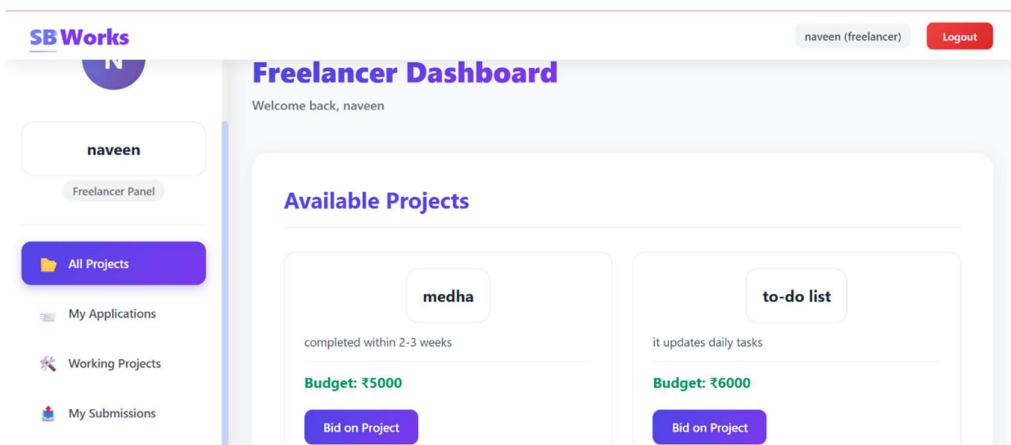 SB Works
naveen (freelancer)
Logout
N
naveen
Freelancer Panel
All Projects
My Applications
Working Projects
My Submissions
Freelancer Dashboard
Welcome back, naveen
Available Projects
medha
completed within 2-3 weeks
Budget: ₹5000
Bid on Project
to-do list
it updates daily tasks
Budget: ₹6000
Bid on Project